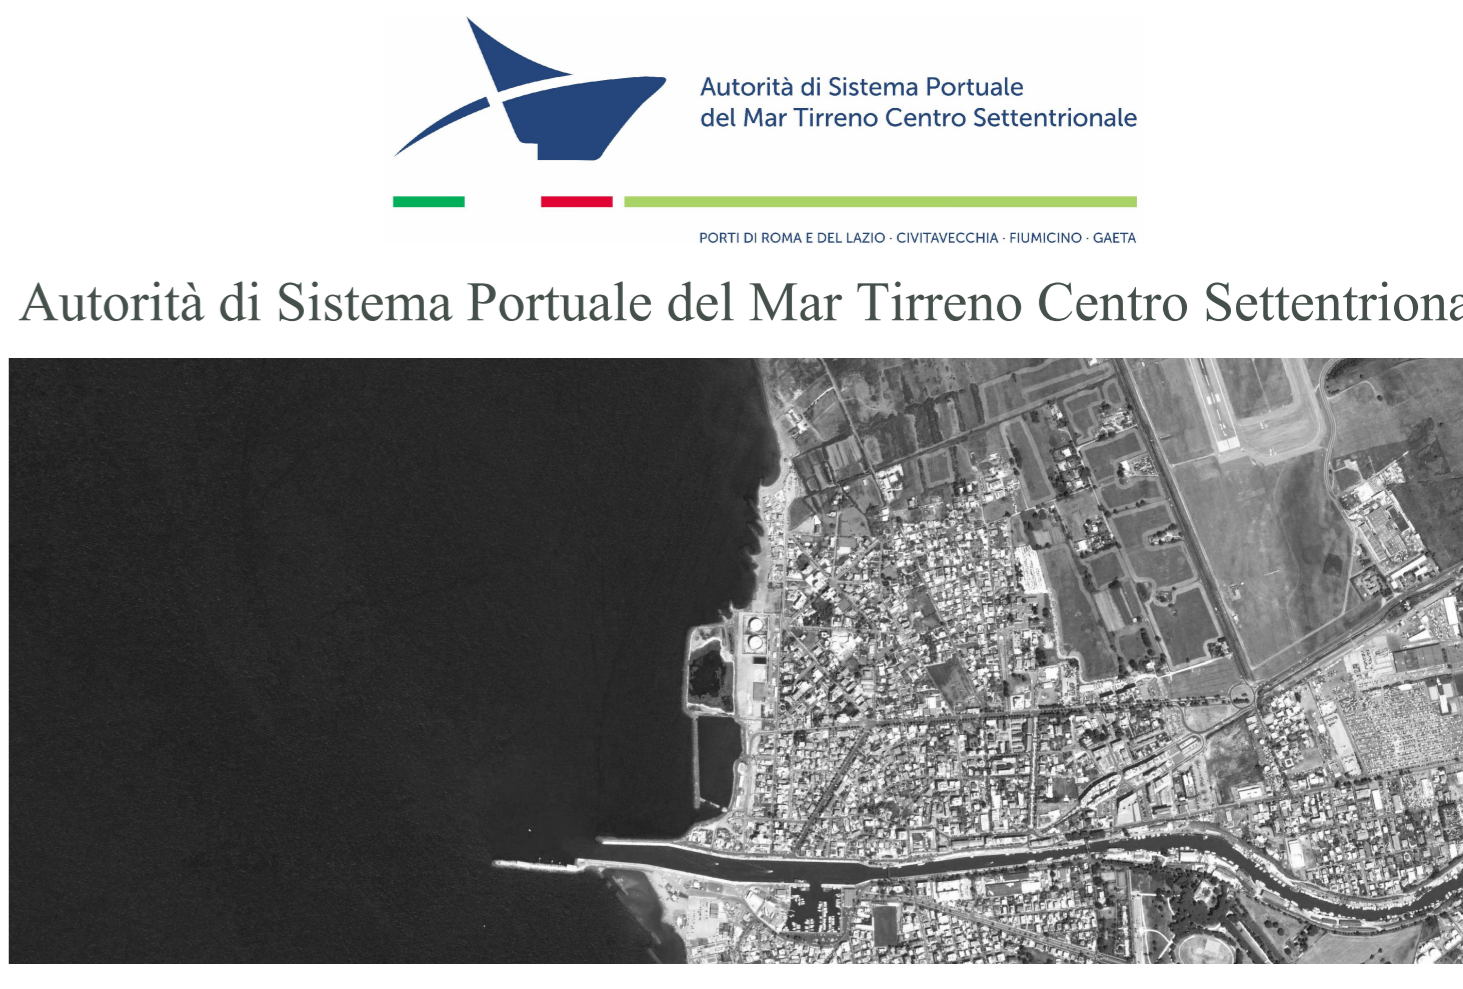 Autorità di Sistema Portuale
del Mar Tirreno Centro Settentrionale
PORTI DI ROMA E DEL LAZIO · CIVITAVECCHIA · FIUMICINO · GAETA
Autorità di Sistema Portuale del Mar Tirreno Centro Settentriona